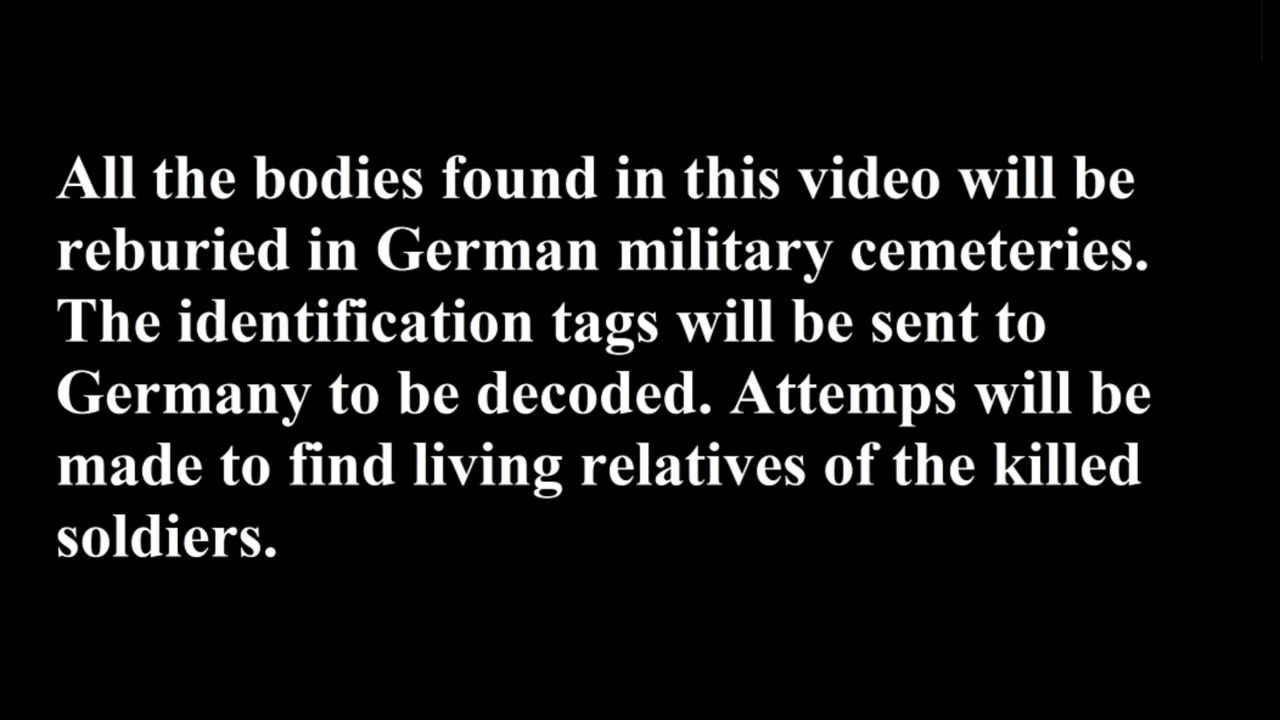 All the bodies found in this video will be
reburied in German military cemeteries.
The identification tags will be sent to
Germany to be decoded. Attemps will be
made to find living relatives of the killed
soldiers.